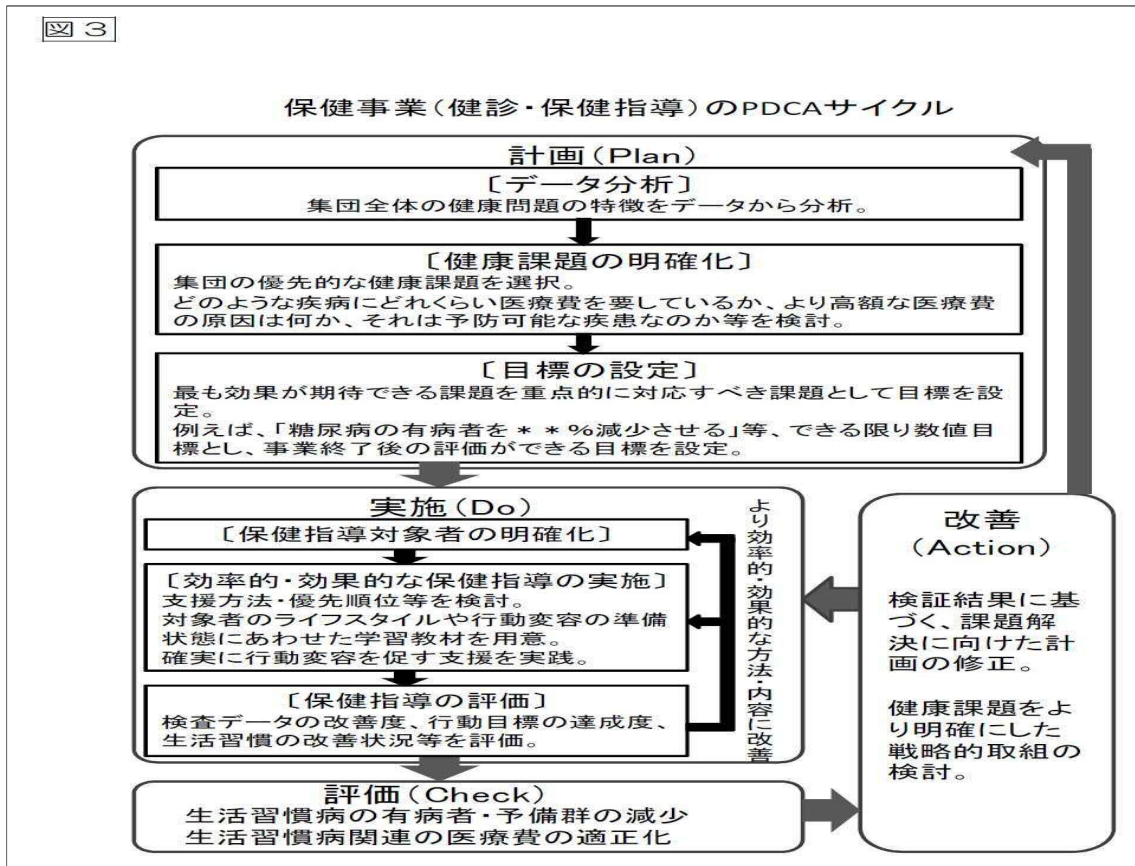 図3
保健事業(健診・保健指導)のPDCAサイクル
計画(Plan)
〔データ分析〕
集団全体の健康問題の特徴をデータから分析。
〔健康課題の明確化〕
集団の優先的な健康課題を選択。
どのような疾病にどれくらい医療費を要しているか、より高額な医療費
の原因は何か、それは予防可能な疾患なのか等を検討。
〔目標の設定〕
最も効果が期待できる課題を重点的に対応すべき課題として目標を設
定。
例えば、「糖尿病の有病者を**%減少させる」等、できる限り数値目
標とし、事業終了後の評価ができる目標を設定。
実施(Do)
〔保健指導対象者の明確化〕
〔効率的・効果的な保健指導の実施〕
支援方法・優先順位等を検討。
対象者のライフスタイルや行動変容の準備
状態にあわせた学習教材を用意。
確実に行動変容を促す支援を実践。
〔保健指導の評価〕
検査データの改善度、行動目標の達成度、
生活習慣の改善状況等を評価。
より効率的・効果的な方法・内容に改善
評価(Check)
生活習慣病の有病者・予備群の減少
生活習慣病関連の医療費の適正化
改善
(Action)
検証結果に基
づく、課題解
決に向けた計
画の修正。
健康課題をよ
り明確にした
戦略的取組の
検討。